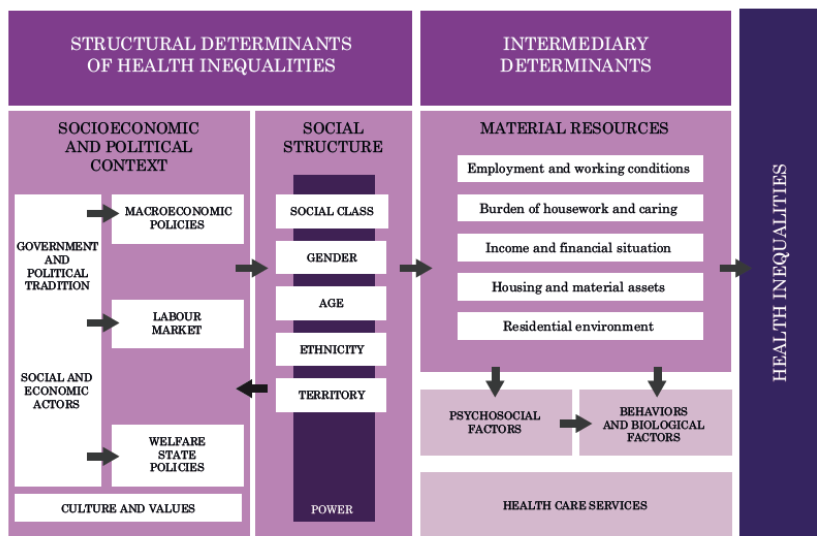 STRUCTURAL DETERMINANTS
OF HEALTH INEQUALITIES
INTERMEDIARY
DETERMINANTS
SOCIOECONOMIC
AND POLITICAL
CONTEXT
GOVERNMENT
AND
POLITICAL
TRADITION
SOCIAL AND
ECONOMIC
ACTORS
MACROECONOMIC
POLICIES
LABOUR
MARKET
WELFARE
STATE
POLICIES
CULTURE AND VALUES
SOCIAL
STRUCTURE
SOCIAL CLASS
GENDER
AGE
ETHNICITY
TERRITORY
POWER
MATERIAL RESOURCES
Employment and working conditions
Burden of housework and caring
Income and financial situation
Housing and material assets
Residential environment
PSYCHOSOCIAL
FACTORS
BEHAVIORS
AND BIOLOGICAL
FACTORS
HEALTH CARE SERVICES
HEALTH INEQUALITIES